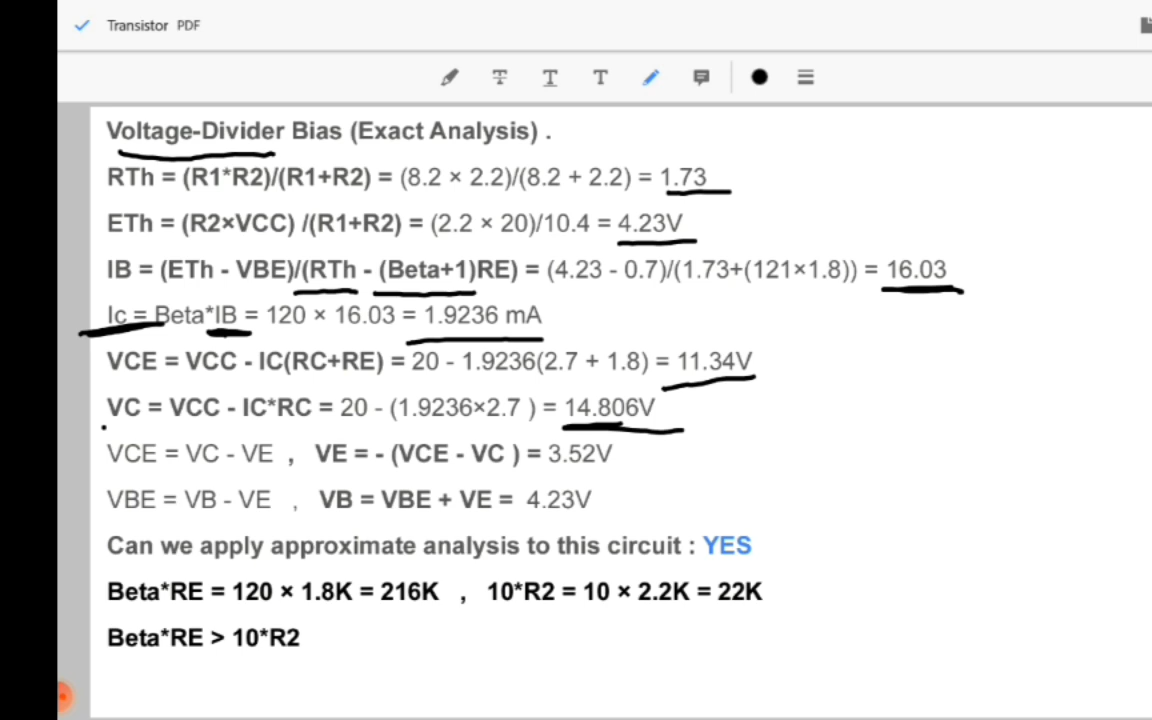 Transistor PDF
Voltage-Divider Bias (Exact Analysis) .
RTh = (R1*R2)/(R1+R2) = (8.2 × 2.2)/(8.2 + 2.2) = 1.73
ETh = (R2×VCC) /(R1+R2) = (2.2 × 20)/10.4 = 4.23V
IB = (ETh - VBE)/(RTh - (Beta+1)RE) = (4.23 - 0.7)/(1.73+(121×1.8)) = 16.03
Ic = Beta*IB = 120 × 16.03 = 1.9236 mA
VCE = VCC - IC(RC+RE) = 20 - 1.9236(2.7 + 1.8) = 11.34V
VC = VCC - IC*RC = 20 - (1.9236×2.7 ) = 14.806V
VCE = VC - VE , VE = - (VCE - VC ) = 3.52V
VBE = VB - VE , VB = VBE + VE = 4.23V
Can we apply approximate analysis to this circuit : YES
Beta*RE = 120 × 1.8K = 216K , 10*R2 = 10 × 2.2K = 22K
Beta*RE > 10*R2